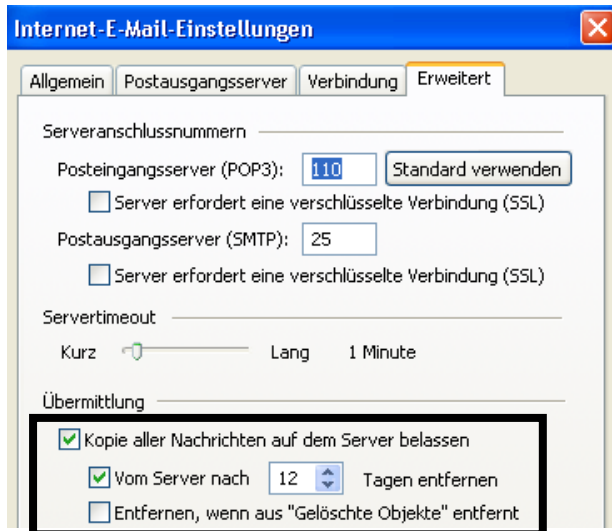 Internet-E-Mail-Einstellungen
Allgemein Postausgangsserver Verbindung Erweitert
Serveranschlussnummern
Posteingangsserver (POP3): 110 Standard verwenden
Server erfordert eine verschlüsselte Verbindung (SSL)
Postausgangsserver (SMTP): 25
Server erfordert eine verschlüsselte Verbindung (SSL)
Servertimeout
Kurz Lang 1 Minute
Übermittlung
Kopie aller Nachrichten auf dem Server belassen
Vom Server nach 12 Tagen entfernen
Entfernen, wenn aus "Gelöschte Objekte" entfernt